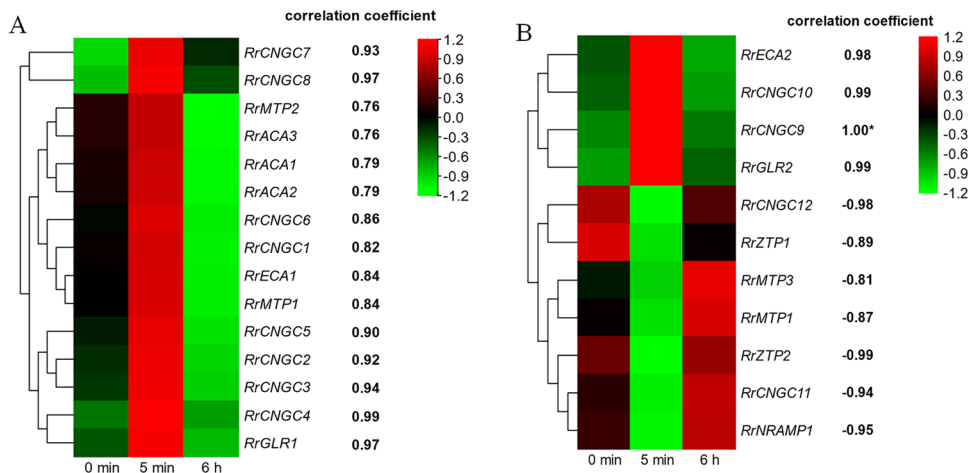 A
correlation coefficient
RrCNGC7 0.93
RrCNGC8 0.97
RrMTP2 0.76
RrACA3 0.76
RrACA1 0.79
RrACA2 0.79
RrCNGC6 0.86
RrCNGC1 0.82
RrECA1 0.84
RrMTP1 0.84
RrCNGC5 0.90
RrCNGC2 0.92
RrCNGC3 0.94
RrCNGC4 0.99
RrGLR1 0.97
0 min 5 min 6 h
1.2
0.9
0.6
0.3
0.0
-0.3
-0.6
-0.9
-1.2
B
correlation coefficient
RrECA2 0.98
RrCNGC10 0.99
RrCNGC9 1.00*
RrGLR2 0.99
RrCNGC12 -0.98
RrZTP1 -0.89
RrMTP3 -0.81
RrMTP1 -0.87
RrZTP2 -0.99
RrCNGC11 -0.94
RrNRAMP1 -0.95
0 min 5 min 6 h
1.2
0.9
0.6
0.3
0.0
-0.3
-0.6
-0.9
-1.2